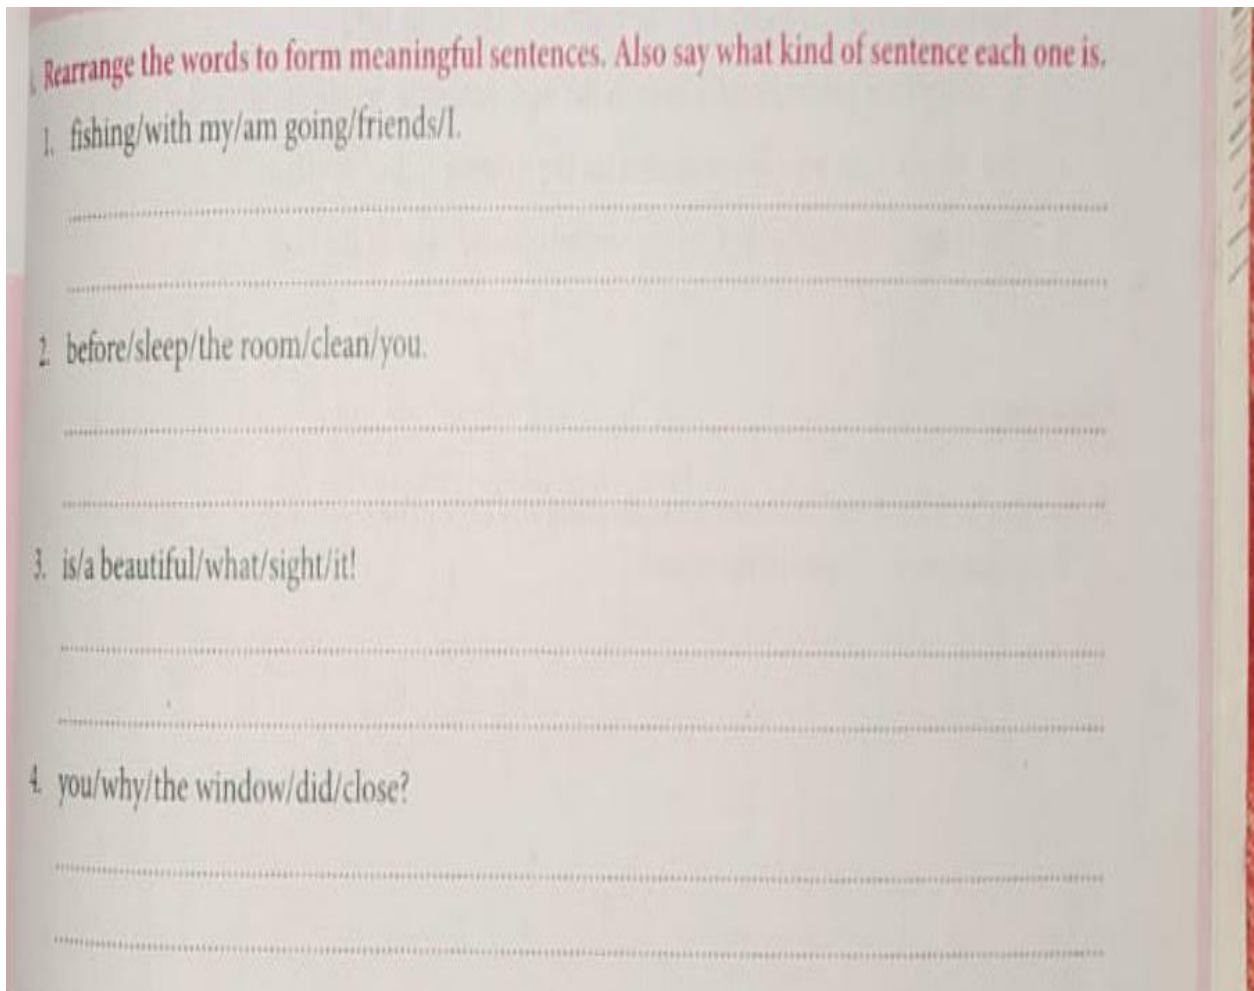 Rearrange the words to form meaningful sentences. Also say what kind of sentence each one is.
1. fishing/with my/am going/friends/I.
2. before/sleep/the room/clean/you.
3. is/a beautiful/what/sight/it!
4. you/why/the window/did/close?